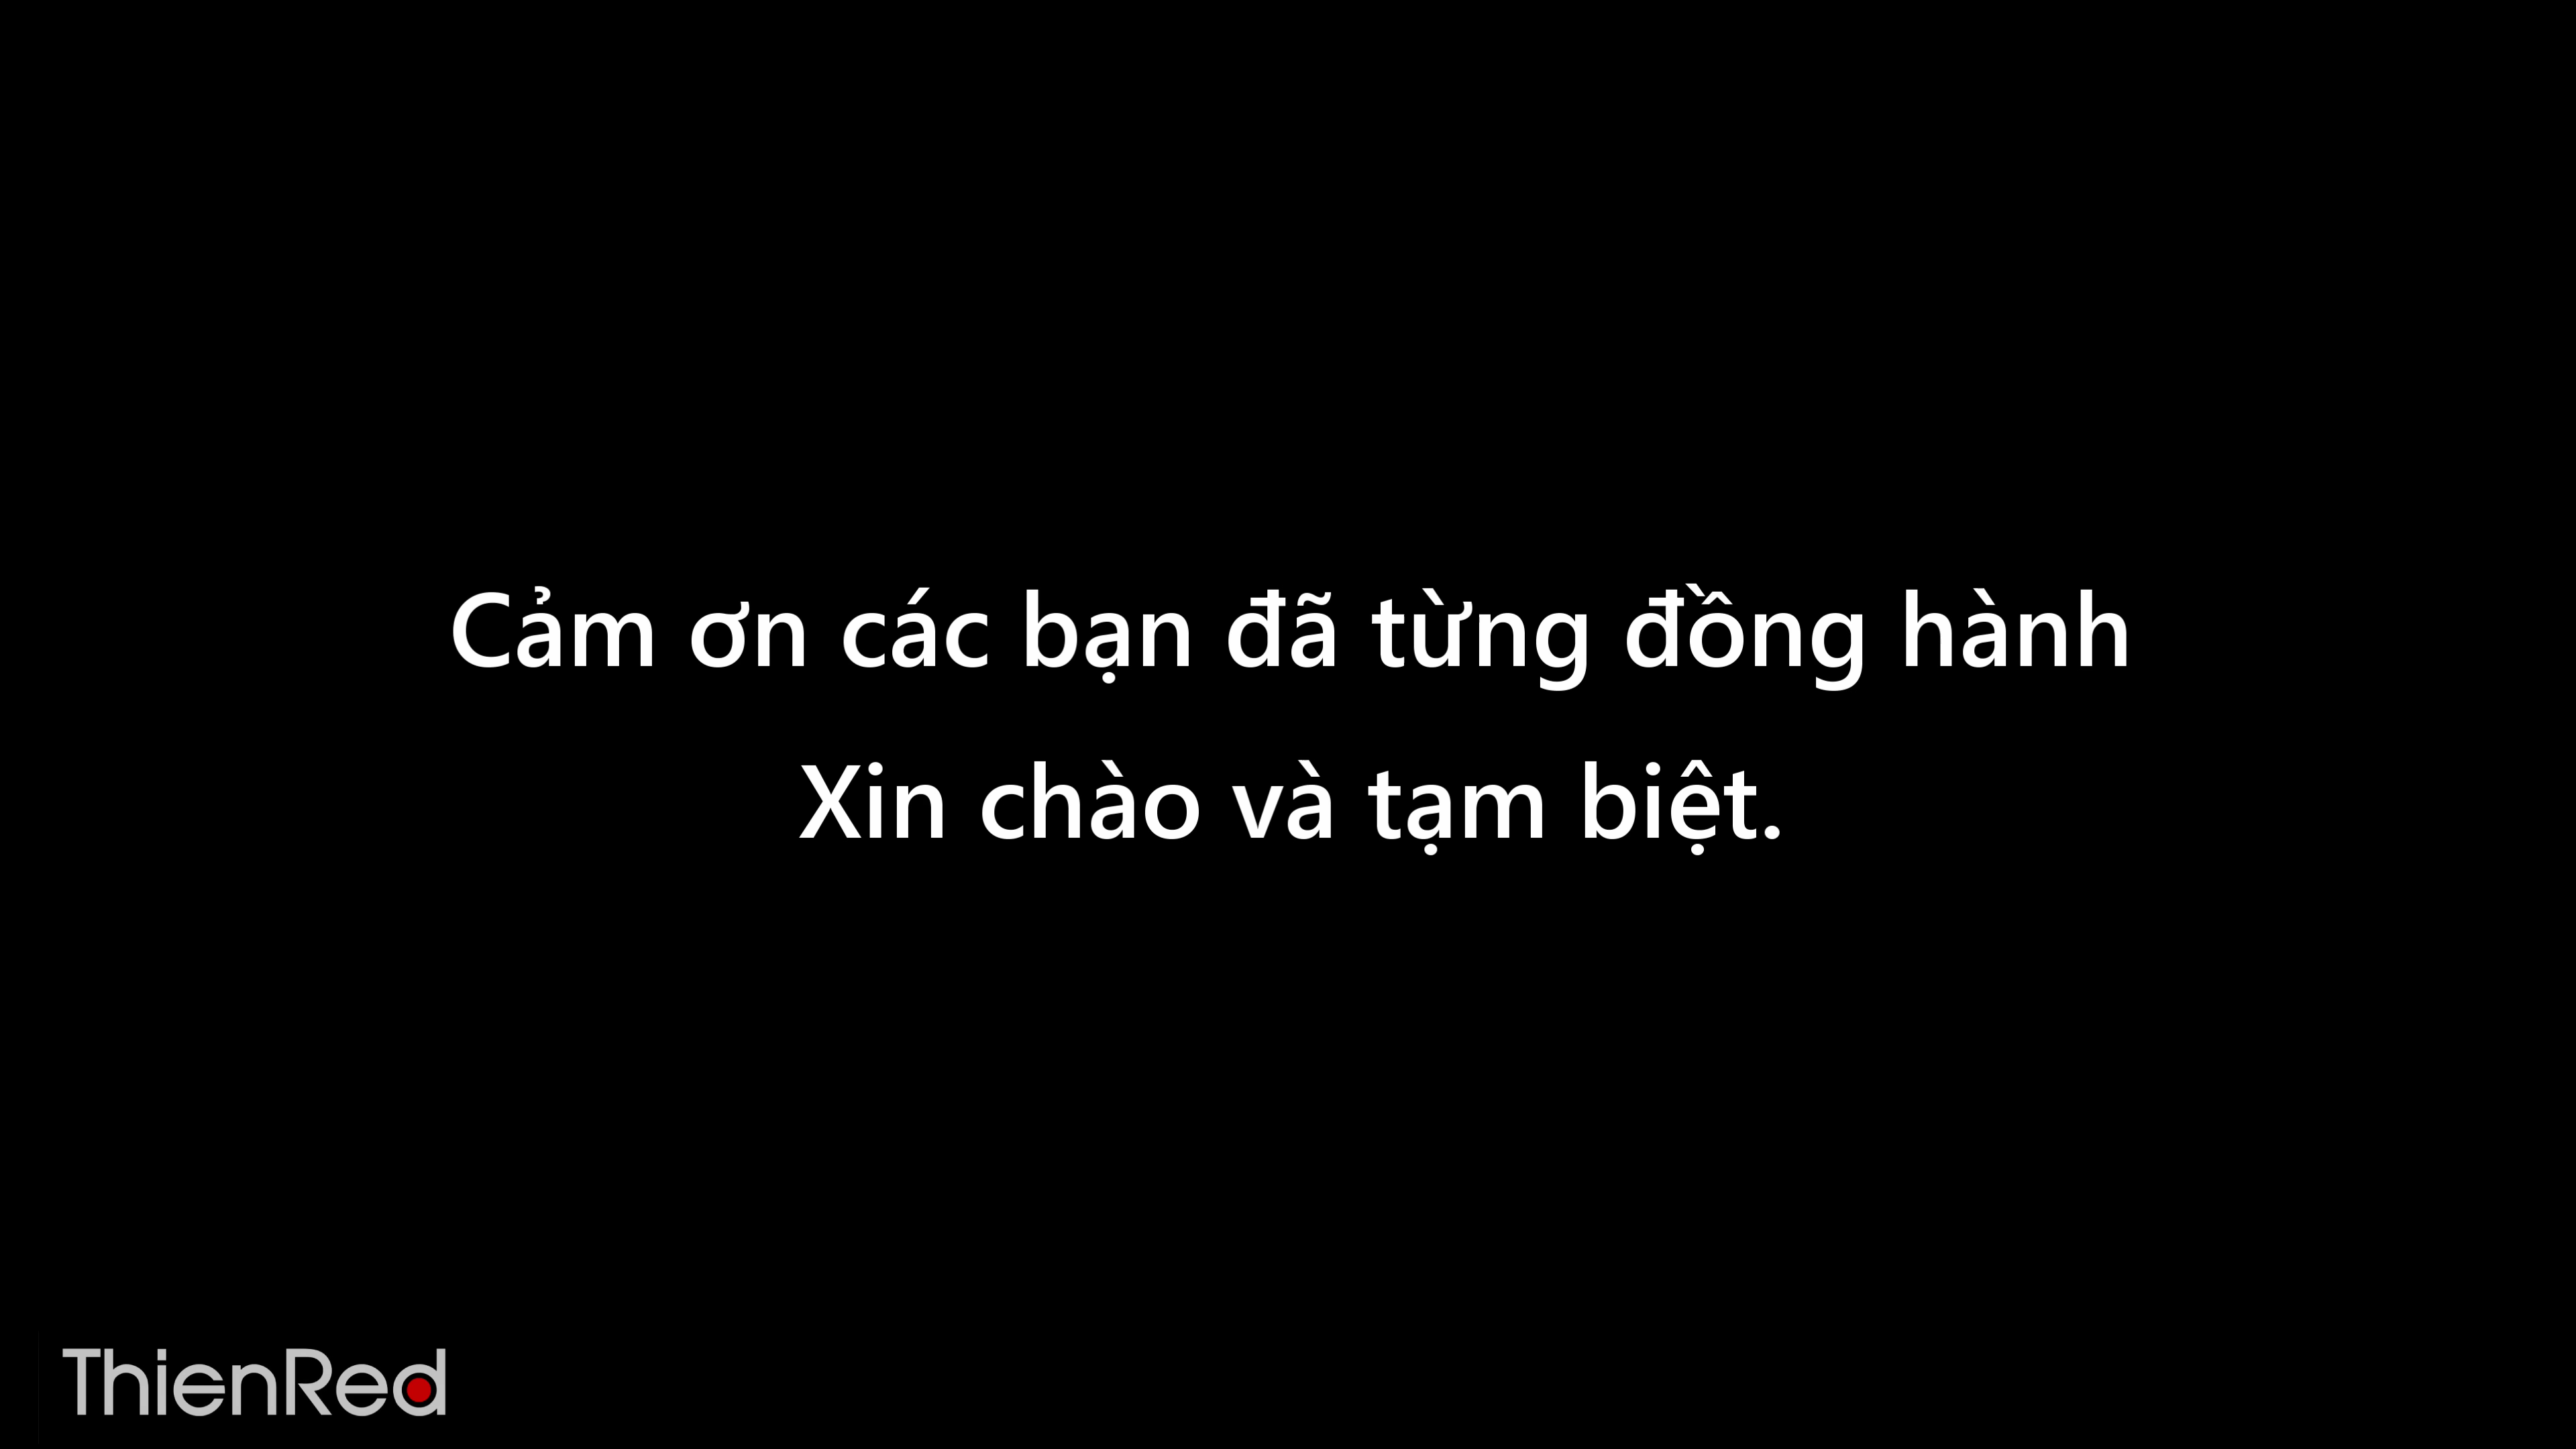 Cảm ơn các bạn đã từng đồng hành
Xin chào và tạm biệt.
ThienRed